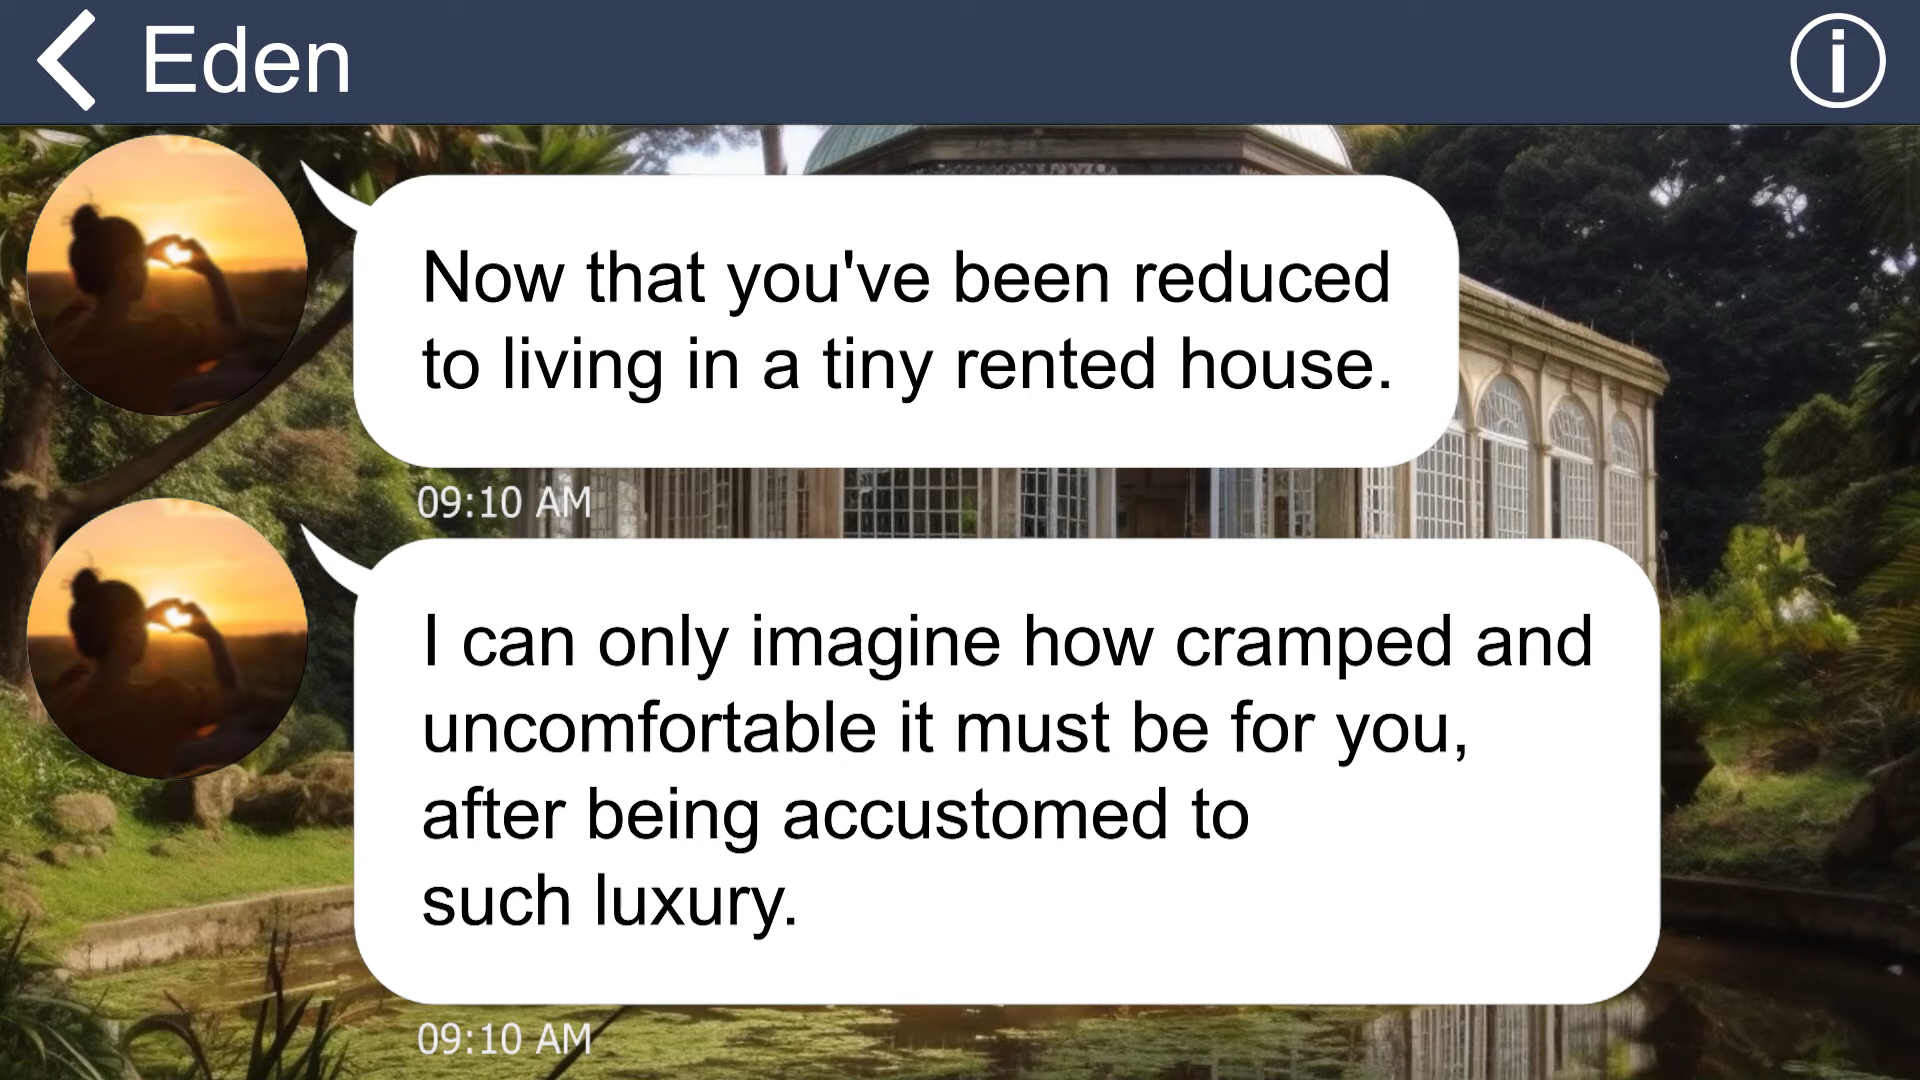 Eden
Now that you've been reduced
to living in a tiny rented house.
09:10 AM
I can only imagine how cramped and
uncomfortable it must be for you,
after being accustomed to
such luxury.
09:10 AM